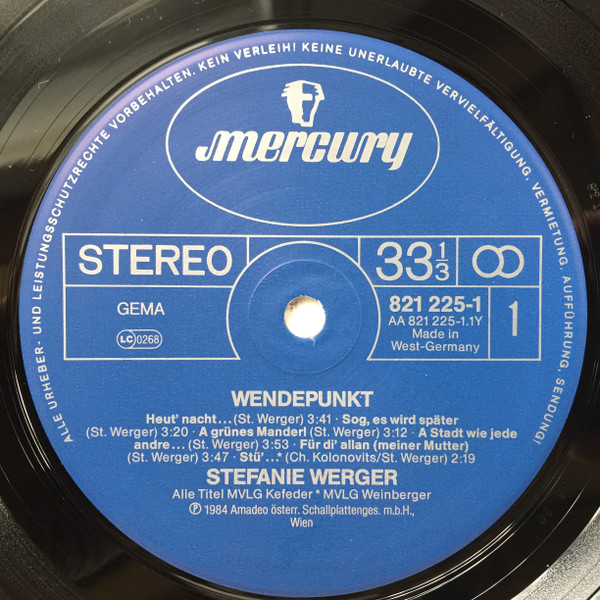 ALLE URHEBER- UND LEISTUNGSSCHUTZRECHTE VORBEHALTEN. KEIN VERLEIH! KEINE UNERLAUBTE VERVIELFÄLTIGUNG, VERMIETUNG, AUFFÜHRUNG, SENDUNG!
mercury
STEREO
33 1/3
GEMA
LC 0268
821 225-1
AA 821 225-1.1Y
Made in
West-Germany
1
WENDEPUNKT
Heut' nacht... (St. Werger) 3:41 · Sog, es wird später
(St. Werger) 3:20 · A grünes Manderl (St. Werger) 3:12 · A Stadt wie jede
andre... (St. Werger) 3:53 · Für di' allan (meiner Mutter)
(St. Werger) 3:47 · Stü'...* (Ch. Kolonovits/St. Werger) 2:19
STEFANIE WERGER
Alle Titel MVLG Kefeder * MVLG Weinberger
℗ 1984 Amadeo österr. Schallplattenges. m.b.H.,
Wien